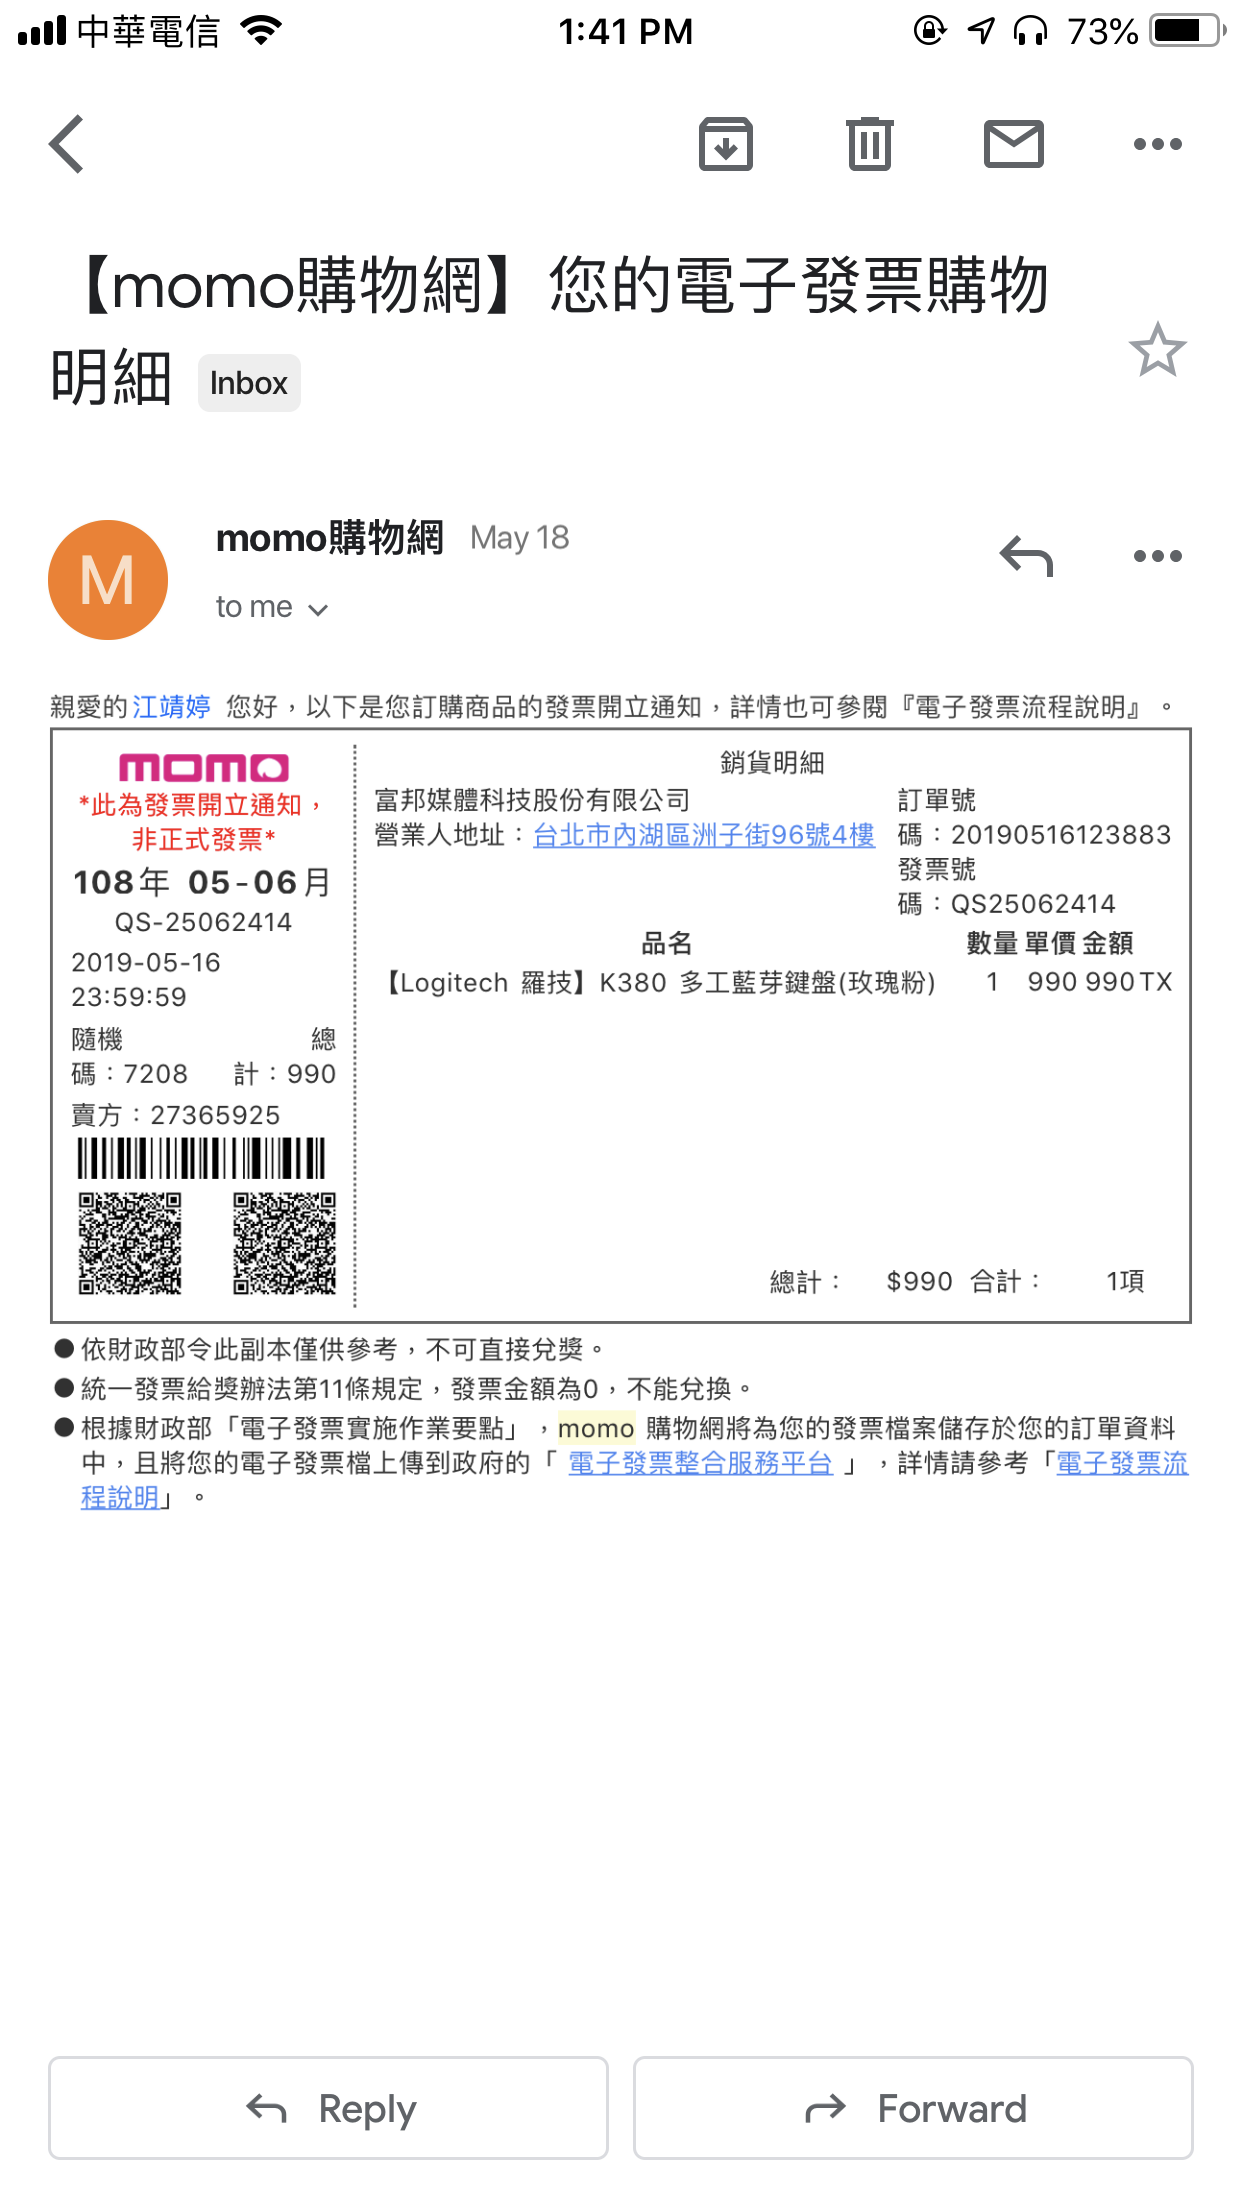 中華電信
1:41 PM
73%
【momo購物網】您的電子發票購物
明細 Inbox
M
momo購物網 May 18
to me
親愛的 江靖婷 您好，以下是您訂購商品的發票開立通知，詳情也可參閱『電子發票流程說明』。
momo
*此為發票開立通知，
非正式發票*
108年 05-06月
QS-25062414
2019-05-16
23:59:59
隨機
碼：7208
總
計：990
賣方：27365925
銷貨明細
富邦媒體科技股份有限公司
營業人地址：台北市內湖區洲子街96號4樓
訂單號
碼：20190516123883
發票號
碼：QS25062414
品名 數量 單價 金額
【Logitech 羅技】K380 多工藍芽鍵盤(玫瑰粉) 1 990 990TX
總計： $990 合計： 1項
●依財政部令此副本僅供參考，不可直接兌獎。
●統一發票給獎辦法第11條規定，發票金額為0，不能兌換。
●根據財政部「電子發票實施作業要點」，momo 購物網將為您的發票檔案儲存於您的訂單資料
中，且將您的電子發票檔上傳到政府的「 電子發票整合服務平台 」，詳情請參考「電子發票流
程說明」。
Reply
Forward